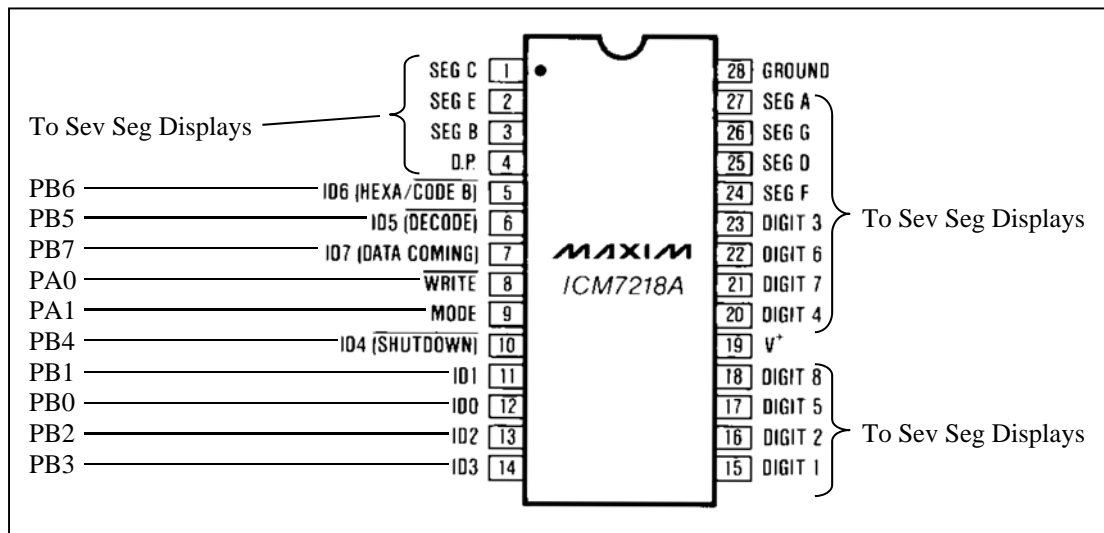 SEG C 1
SEG E 2
To Sev Seg Displays
SEG B 3
D.P. 4
PB6 ID6 (HEXA/CODE B) 5
PB5 ID5 (DECODE) 6
PB7 ID7 (DATA COMING) 7
PA0 WRITE 8
PA1 MODE 9
PB4 ID4 (SHUTDOWN) 10
PB1 ID1 11
PB0 ID0 12
PB2 ID2 13
PB3 ID3 14
MAXIM
ICM7218A
28 GROUND
27 SEG A
26 SEG G
25 SEG D
24 SEG F
23 DIGIT 3
To Sev Seg Displays
22 DIGIT 6
21 DIGIT 7
20 DIGIT 4
19 V+
18 DIGIT 8
17 DIGIT 5
To Sev Seg Displays
16 DIGIT 2
15 DIGIT 1